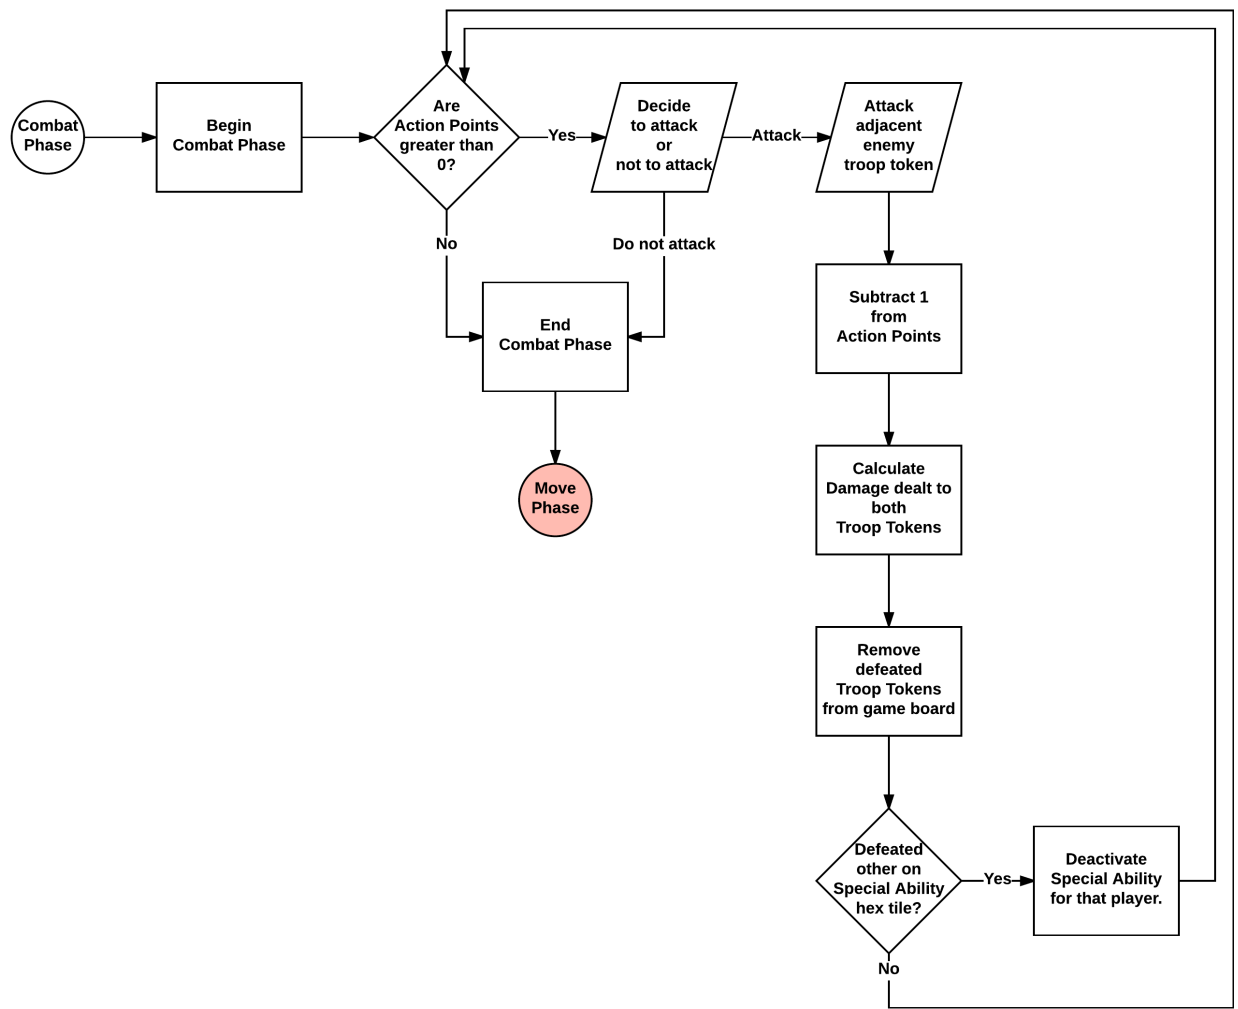 Combat
Phase
Begin
Combat Phase
Are
Action Points
greater than
0?
Yes
Decide
to attack
or
not to attack
Attack
Attack
adjacent
enemy
troop token
No
Do not attack
End
Combat Phase
Move
Phase
Subtract 1
from
Action Points
Calculate
Damage dealt to
both
Troop Tokens
Remove
defeated
Troop Tokens
from game board
Defeated
other on
Special Ability
hex tile?
Yes
Deactivate
Special Ability
for that player.
No